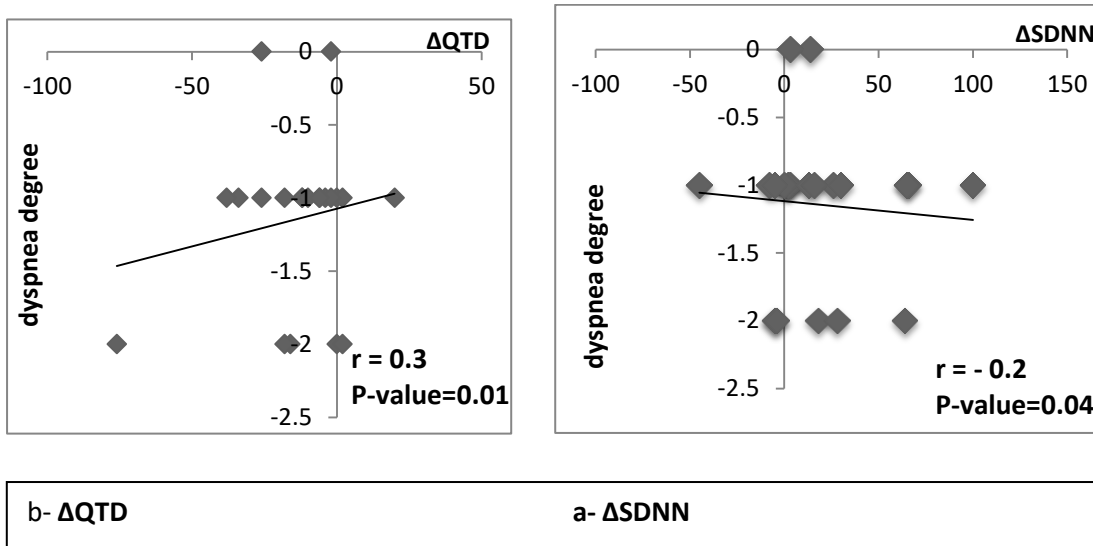 ΔQTD
0
-100
-50
0
50
-0.5
-1
-1.5
-2
-2.5
dyspnea degree
r = 0.3
P-value=0.01
ΔSDNN
0
-100
-50
0
50
100
150
-0.5
-1
-1.5
-2
-2.5
dyspnea degree
r = - 0.2
P-value=0.04
b- ΔQTD
a- ΔSDNN